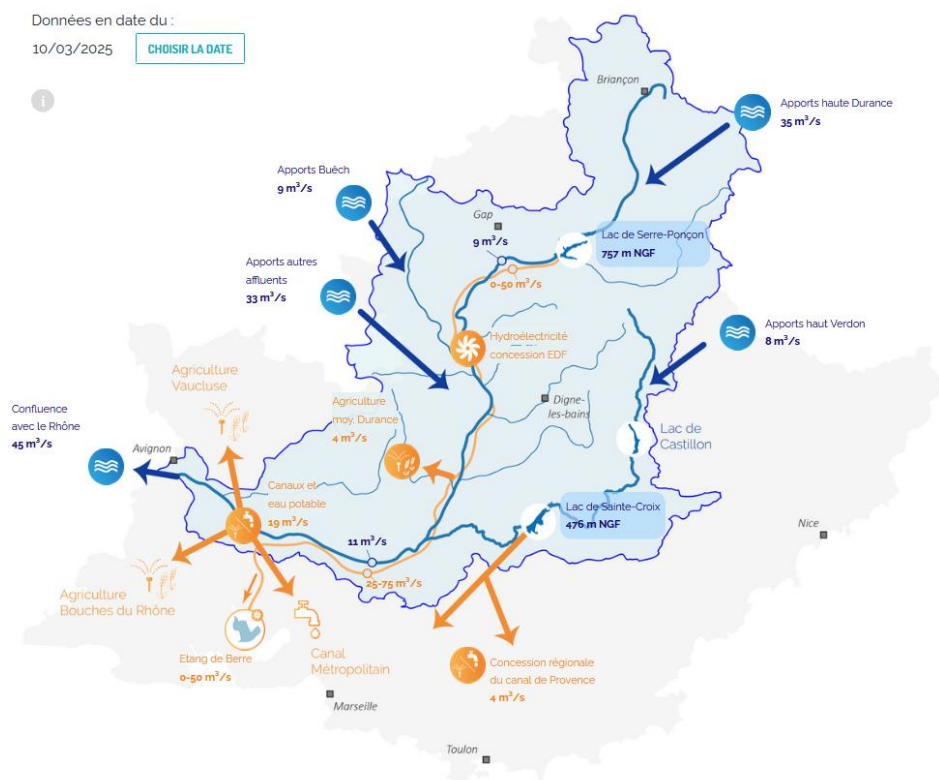 Données en date du :
10/03/2025
CHOISIR LA DATE
i
Briançon
Apports haute Durance
35 m³/s
Apports Buëch
9 m³/s
Gap
9 m³/s
Lac de Serre-Ponçon
757 m NGF
0-50 m³/s
Apports autres
affluents
33 m³/s
Hydroélectricité
concession EDF
Apports haut Verdon
8 m³/s
Agriculture
Vaucluse
Agriculture
moy. Durance
4 m³/s
Digne-
les-bains
Confluence
avec le Rhône
45 m³/s
Avignon
Lac de
Castillon
Canaux et
eau potable
19 m³/s
Lac de Sainte-Croix
476 m NGF
Nice
11 m³/s
25-75 m³/s
Agriculture
Bouches du Rhône
Etang de Berre
0-50 m³/s
Canal
Métropolitain
Concession régionale
du canal de Provence
4 m³/s
Marseille
Toulon